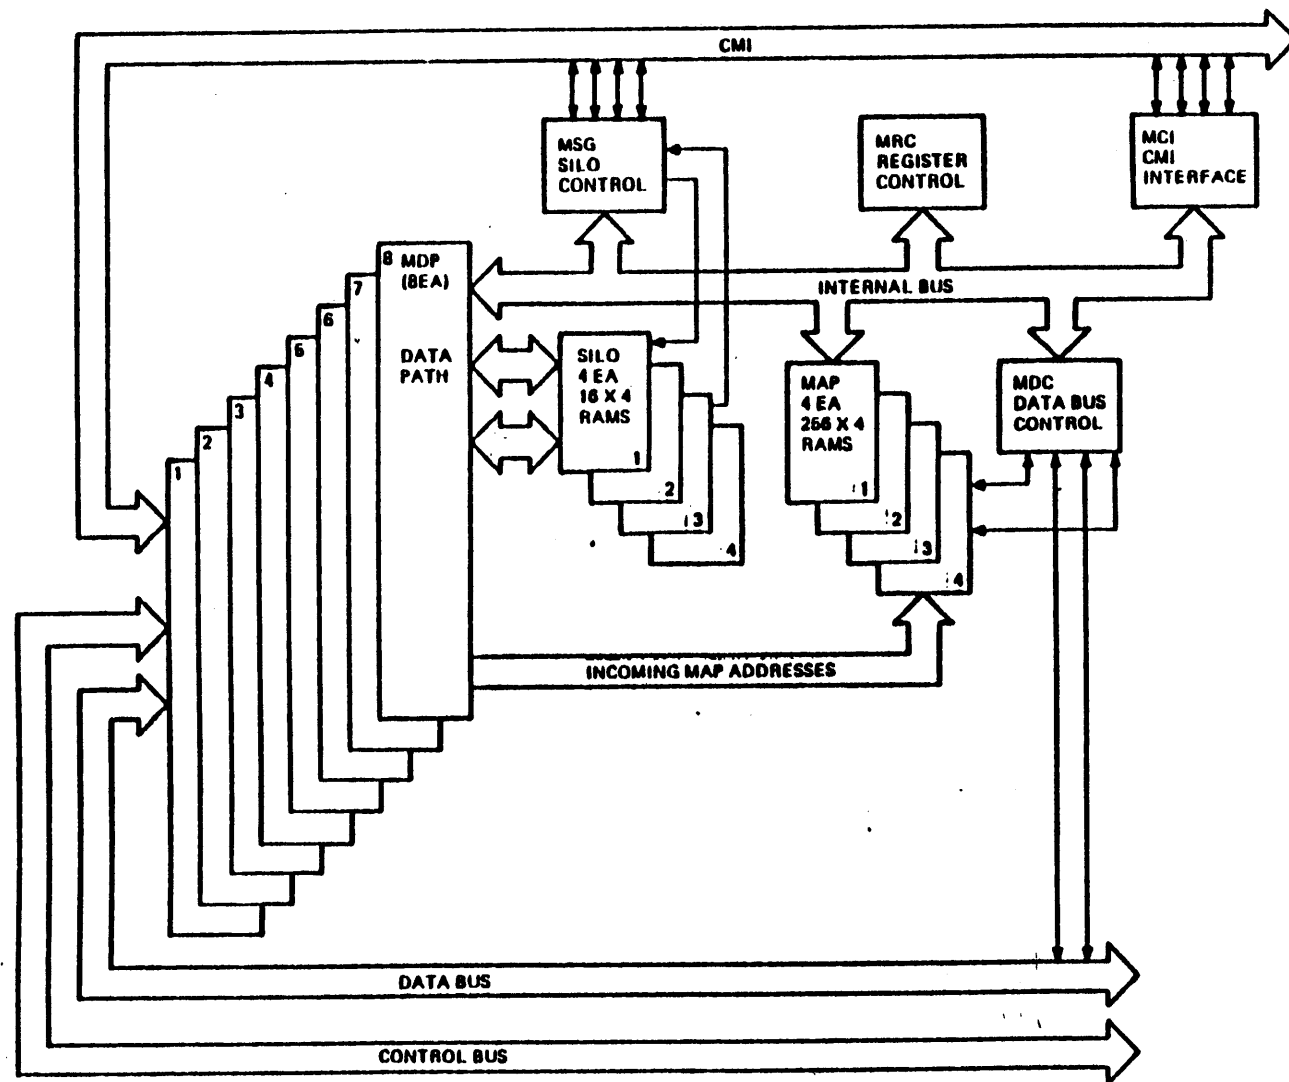 CMI
MSG
SILO
CONTROL
MRC
REGISTER
CONTROL
MCI
CMI
INTERFACE
8 MDP
(8EA)
DATA
PATH
7
6
5
4
3
2
1
INTERNAL BUS
SILO
4 EA
16 X 4
RAMS
1
2
3
4
MAP
4 EA
256 X 4
RAMS
1
2
3
4
MDC
DATA BUS
CONTROL
INCOMING MAP ADDRESSES
DATA BUS
CONTROL BUS